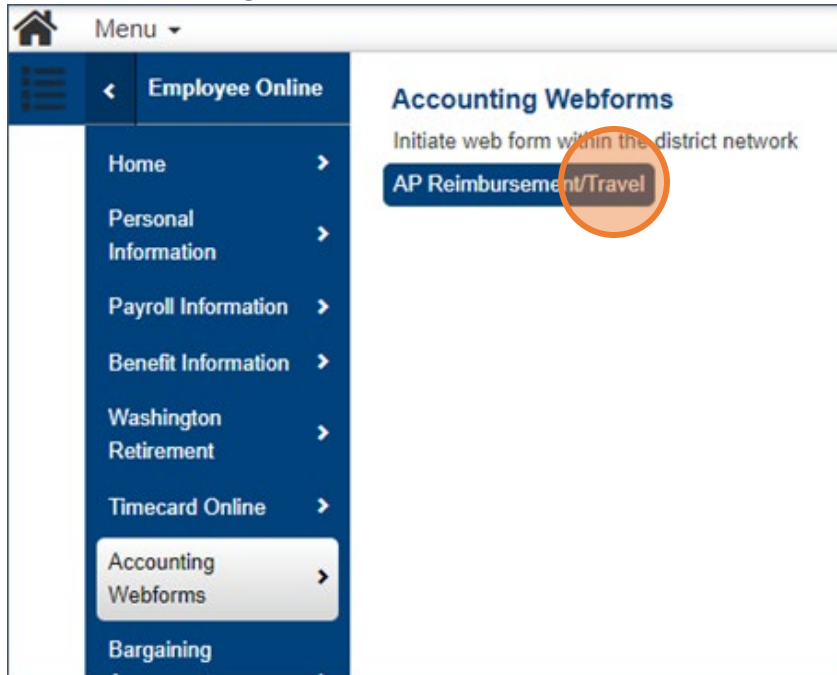 Menu
Employee Online
Home
Personal
Information
Payroll Information
Benefit Information
Washington
Retirement
Timecard Online
Accounting
Webforms
Bargaining
Accounting Webforms
Initiate web form within the district network
AP Reimbursement/Travel